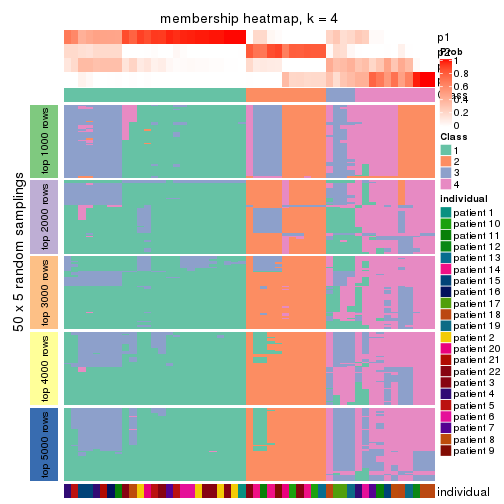 membership heatmap, k = 4
p1
p2
Prob
1
0.8
0.6
0.4
0.2
0
Class
Class
1
2
3
4
50 x 5 random samplings
top 1000 rows
top 2000 rows
top 3000 rows
top 4000 rows
top 5000 rows
individual
patient 1
patient 10
patient 11
patient 12
patient 13
patient 14
patient 15
patient 16
patient 17
patient 18
patient 19
patient 2
patient 20
patient 21
patient 22
patient 3
patient 4
patient 5
patient 6
patient 7
patient 8
patient 9
individual